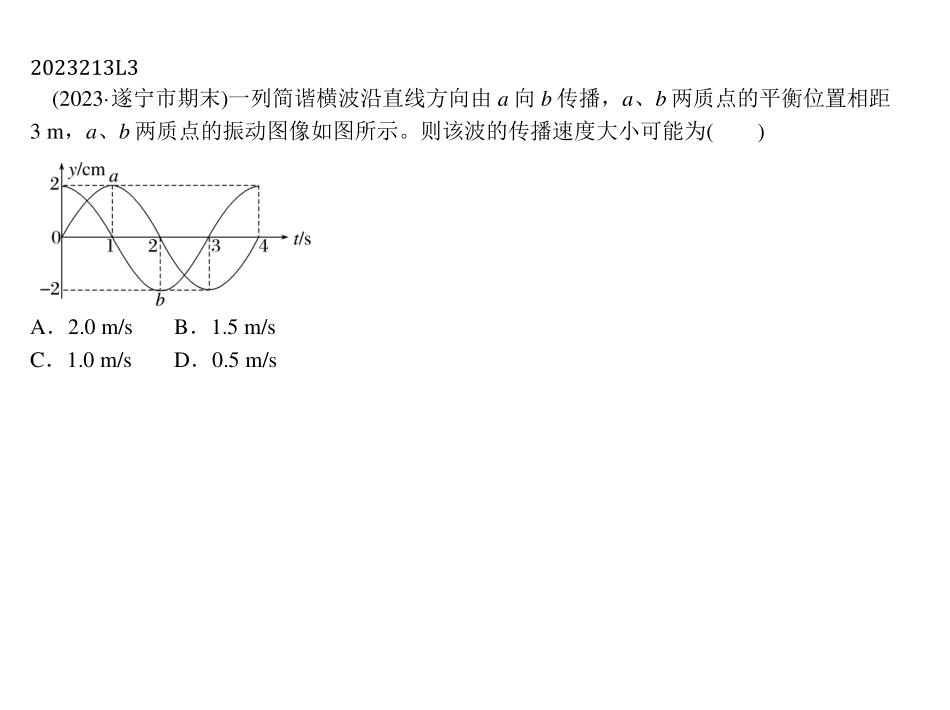 2023213L3
(2023·遂宁市期末)一列简谐横波沿直线方向由 a 向 b 传播，a、b 两质点的平衡位置相距
3 m，a、b 两质点的振动图像如图所示。则该波的传播速度大小可能为(　　)
y/cm a
2
0 1 2 3 4 t/s
−2
b
A．2.0 m/s　　B．1.5 m/s
C．1.0 m/s　　D．0.5 m/s